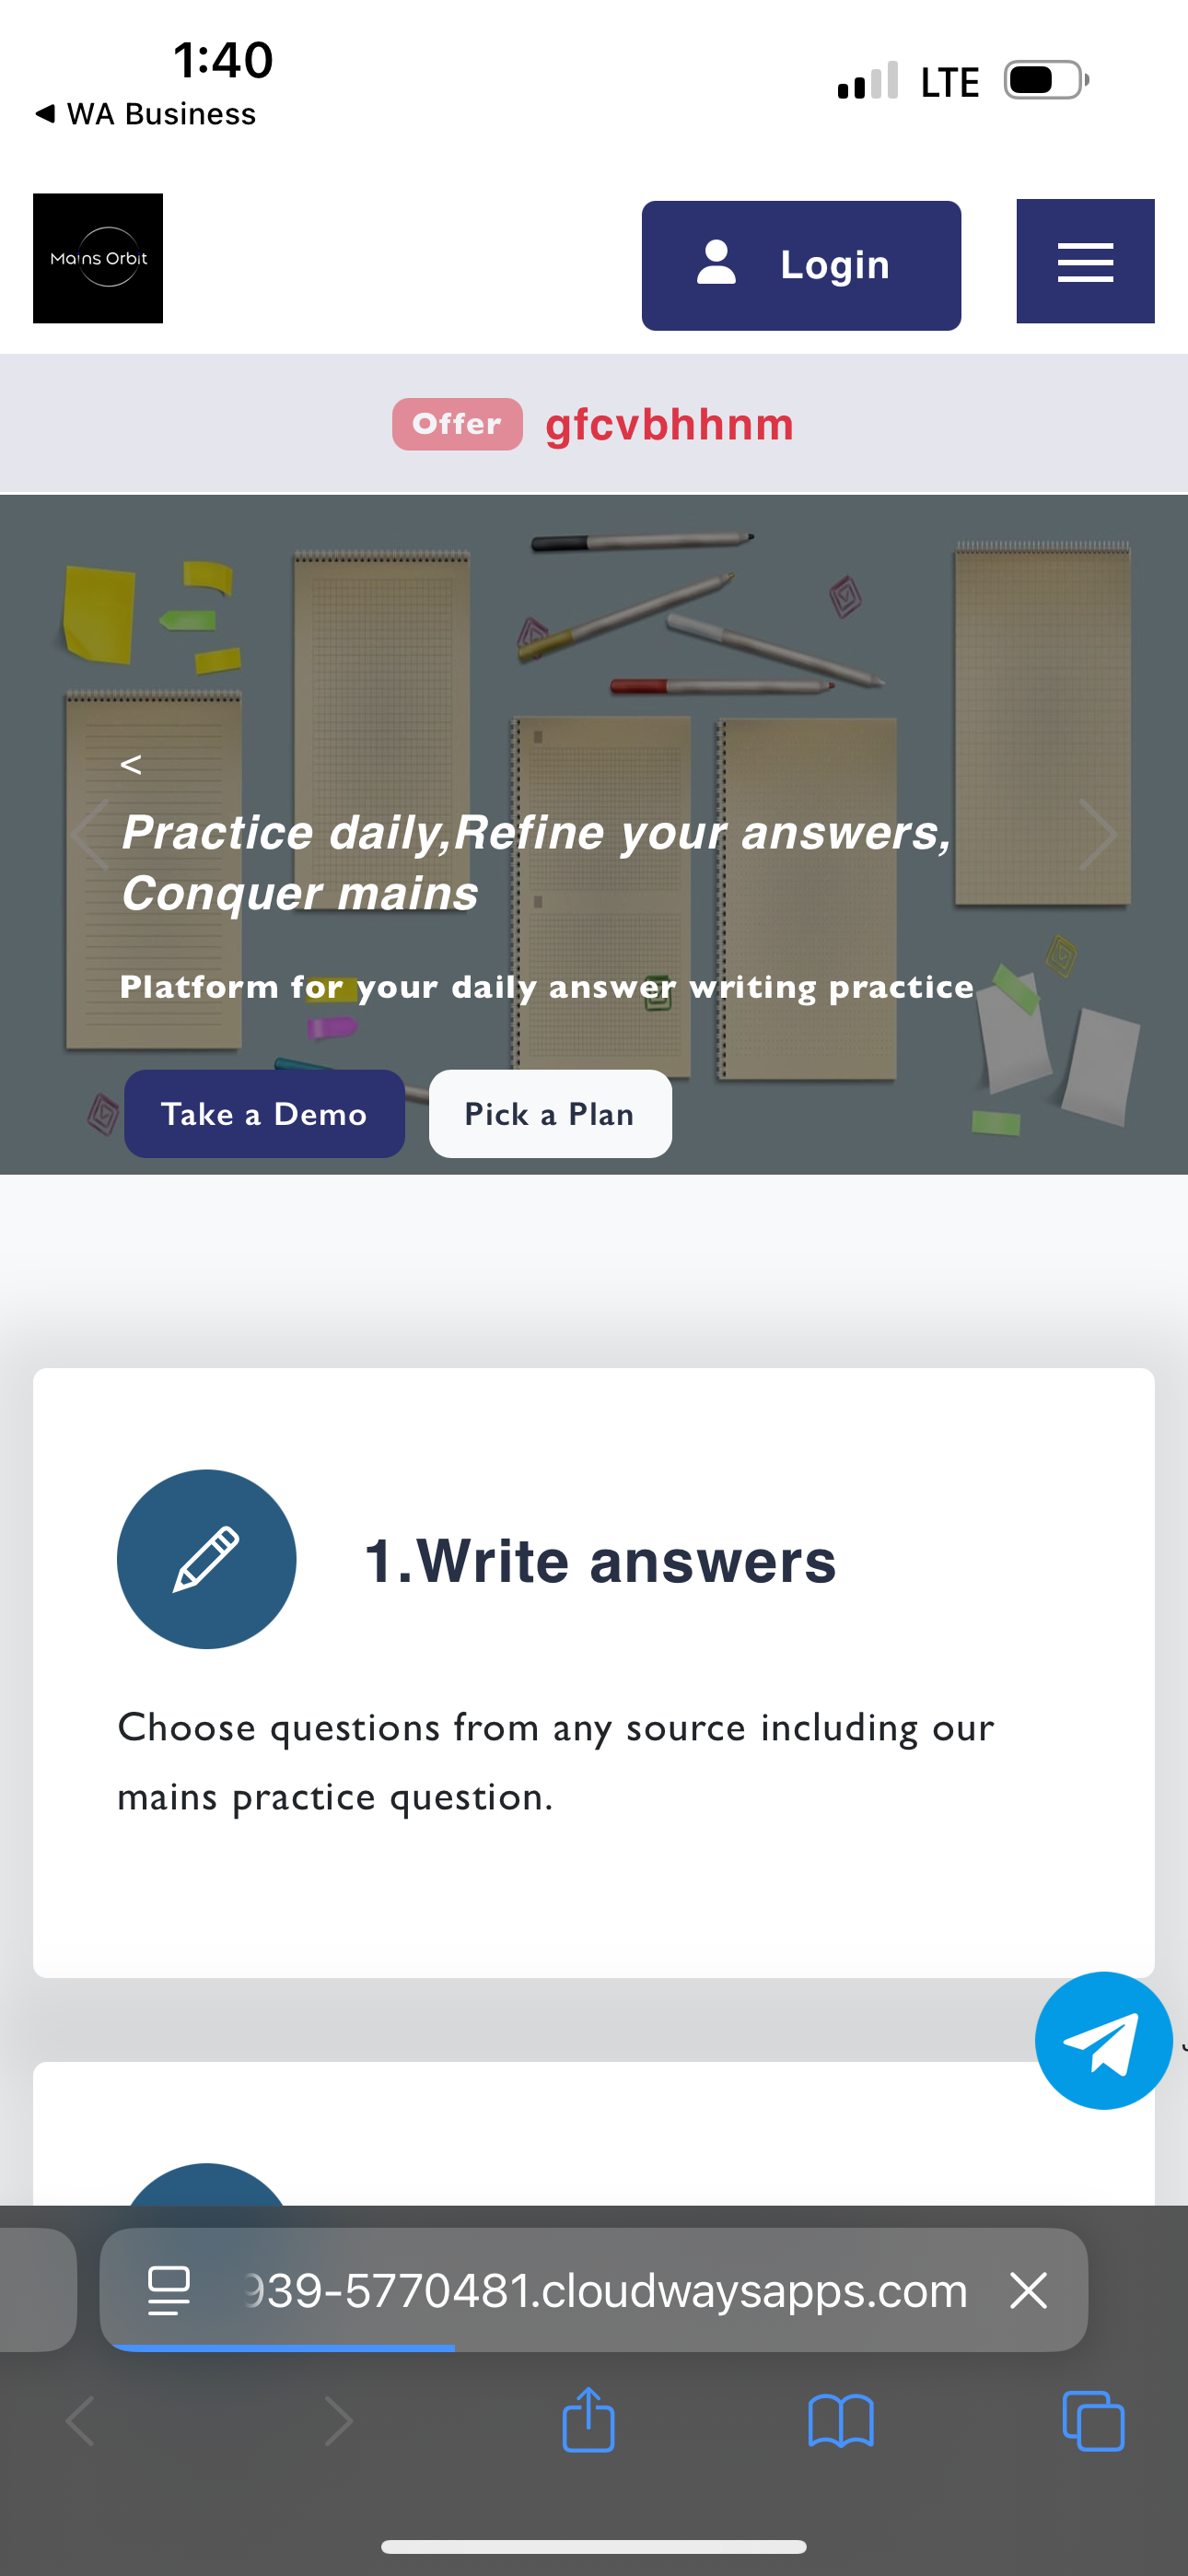 1:40
LTE
◀ WA Business
Mains Orbit
Login
Offer gfcvbhhnm
<
Practice daily,Refine your answers,
Conquer mains
Platform for your daily answer writing practice
Take a Demo
Pick a Plan
1.Write answers
Choose questions from any source including our
mains practice question.
939-5770481.cloudwaysapps.com